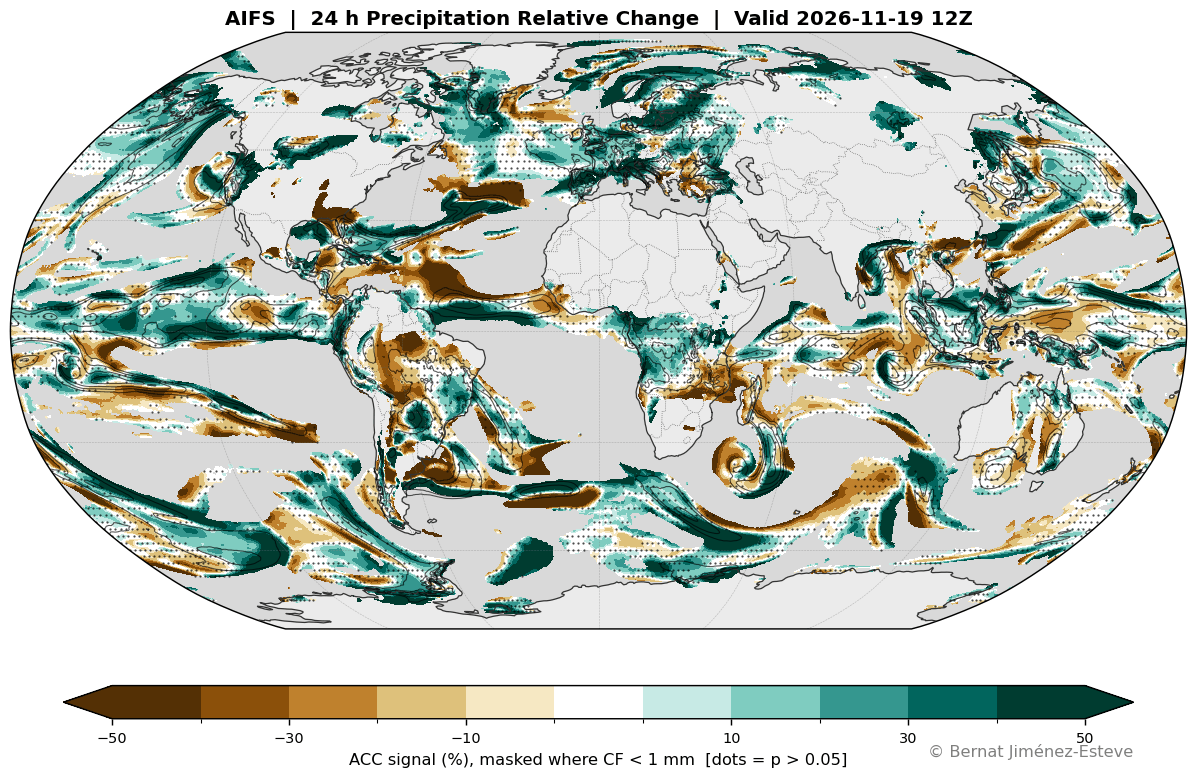 AIFS | 24 h Precipitation Relative Change | Valid 2026-11-19 12Z
−50 −30 −10 10 30 50
© Bernat Jiménez-Esteve
ACC signal (%), masked where CF < 1 mm [dots = p > 0.05]